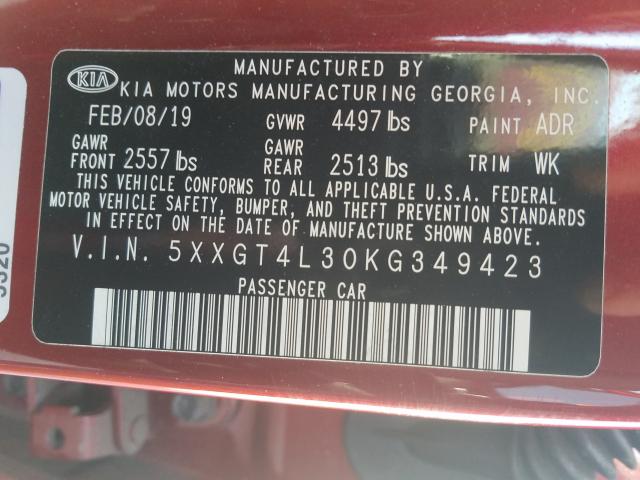 MANUFACTURED BY
KIA KIA MOTORS MANUFACTURING GEORGIA, INC.
FEB/08/19 GVWR 4497 lbs PAINT ADR
GAWR FRONT 2557 lbs GAWR REAR 2513 lbs TRIM WK
THIS VEHICLE CONFORMS TO ALL APPLICABLE U.S.A. FEDERAL
MOTOR VEHICLE SAFETY, BUMPER, AND THEFT PREVENTION STANDARDS
IN EFFECT ON THE DATE OF MANUFACTURE SHOWN ABOVE.
V.I.N. 5XXGT4L30KG349423
PASSENGER CAR